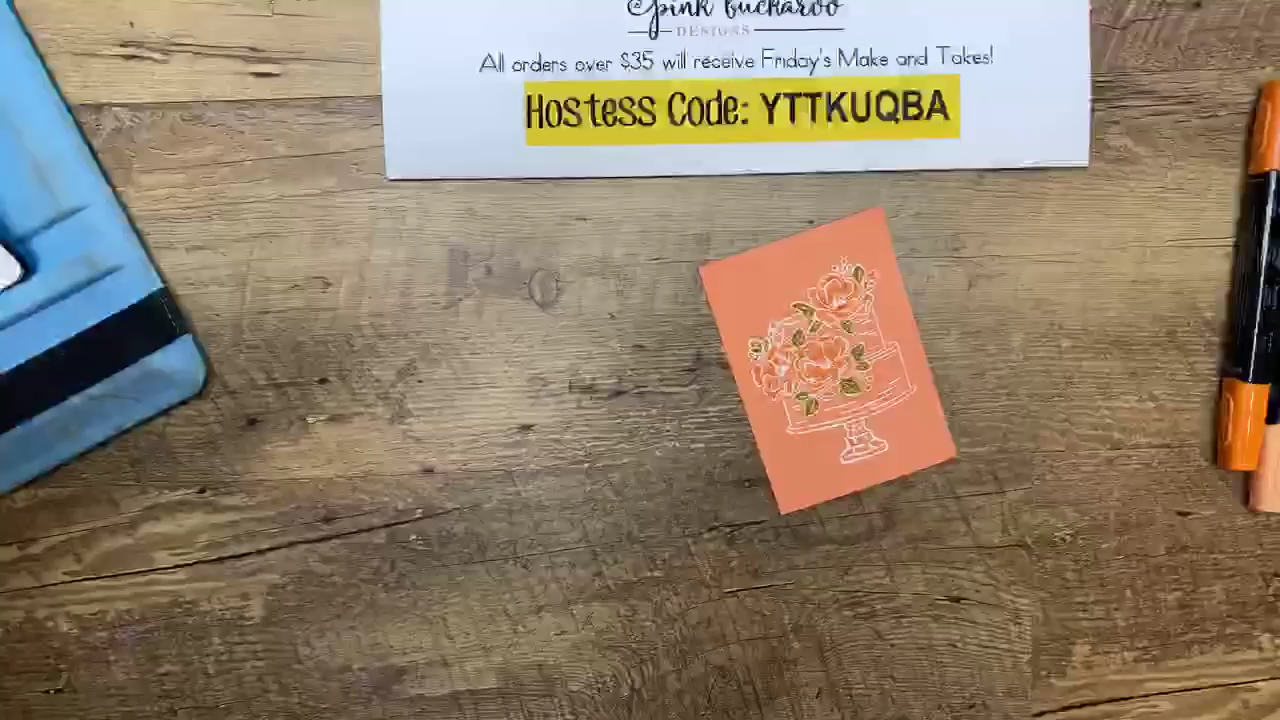 pink buckaroo
DESIGNS
All orders over $35 will receive Friday's Make and Takes!
Hostess Code: YTTKUQBA